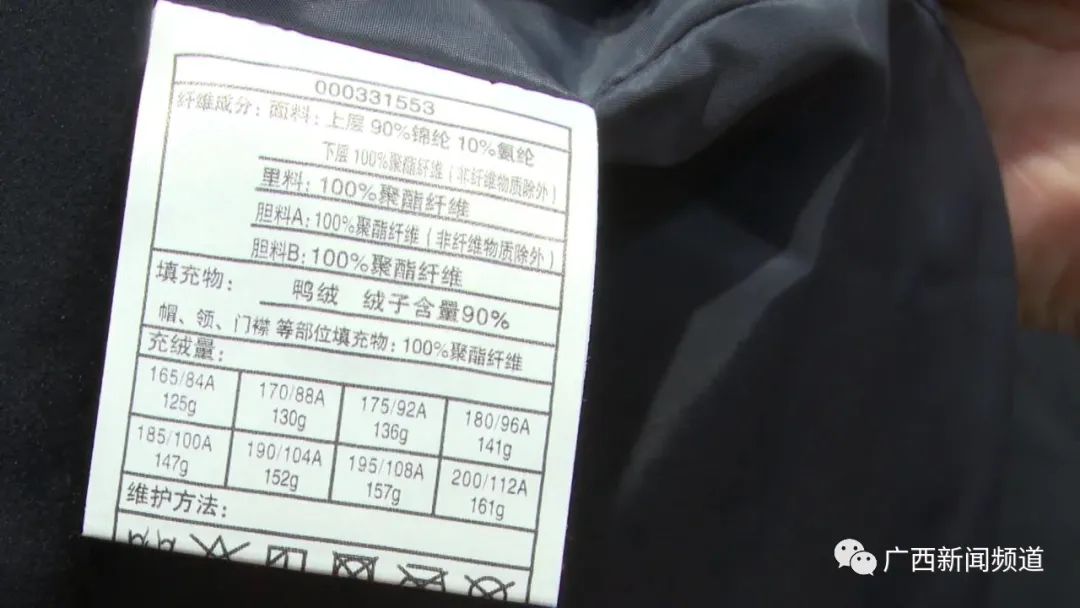 000331553
纤维成分：面料：上层 90%锦纶 10%氨纶
下层 100%聚酯纤维（非纤维物质除外）
里料：100%聚酯纤维
胆料A：100%聚酯纤维（非纤维物质除外）
胆料B：100%聚酯纤维
填充物：鸭绒 绒子含量90%
帽、领、门襟 等部位填充物：100%聚酯纤维
充绒量：
165/84A 170/88A 175/92A 180/96A
125g 130g 136g 141g
185/100A 190/104A 195/108A 200/112A
147g 152g 157g 161g
维护方法：
广西新闻频道